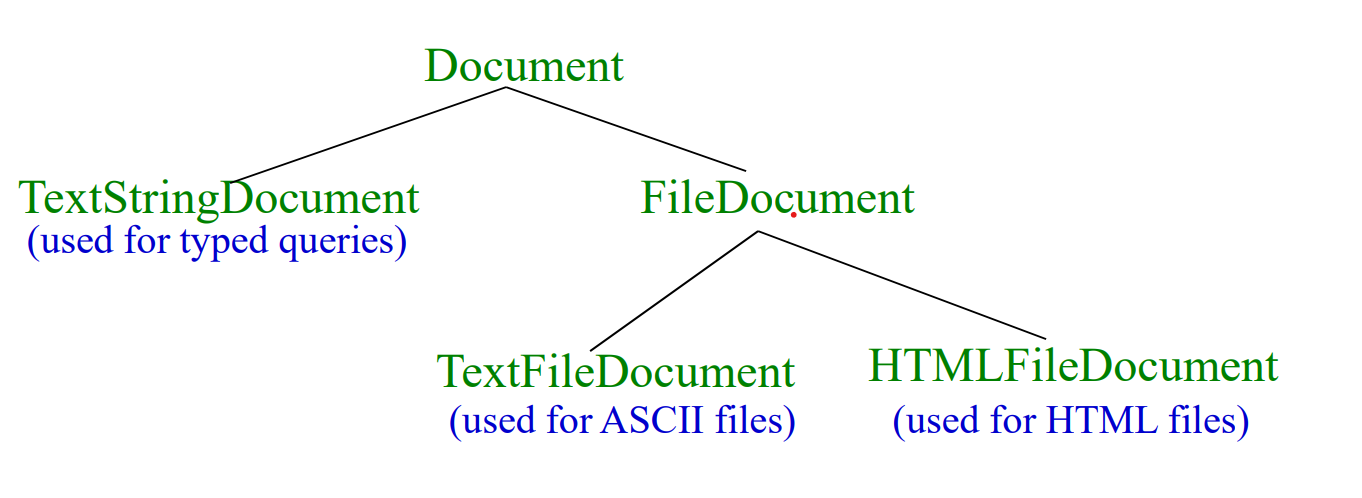 Document
TextStringDocument
(used for typed queries)
FileDocument
TextFileDocument
(used for ASCII files)
HTMLFileDocument
(used for HTML files)